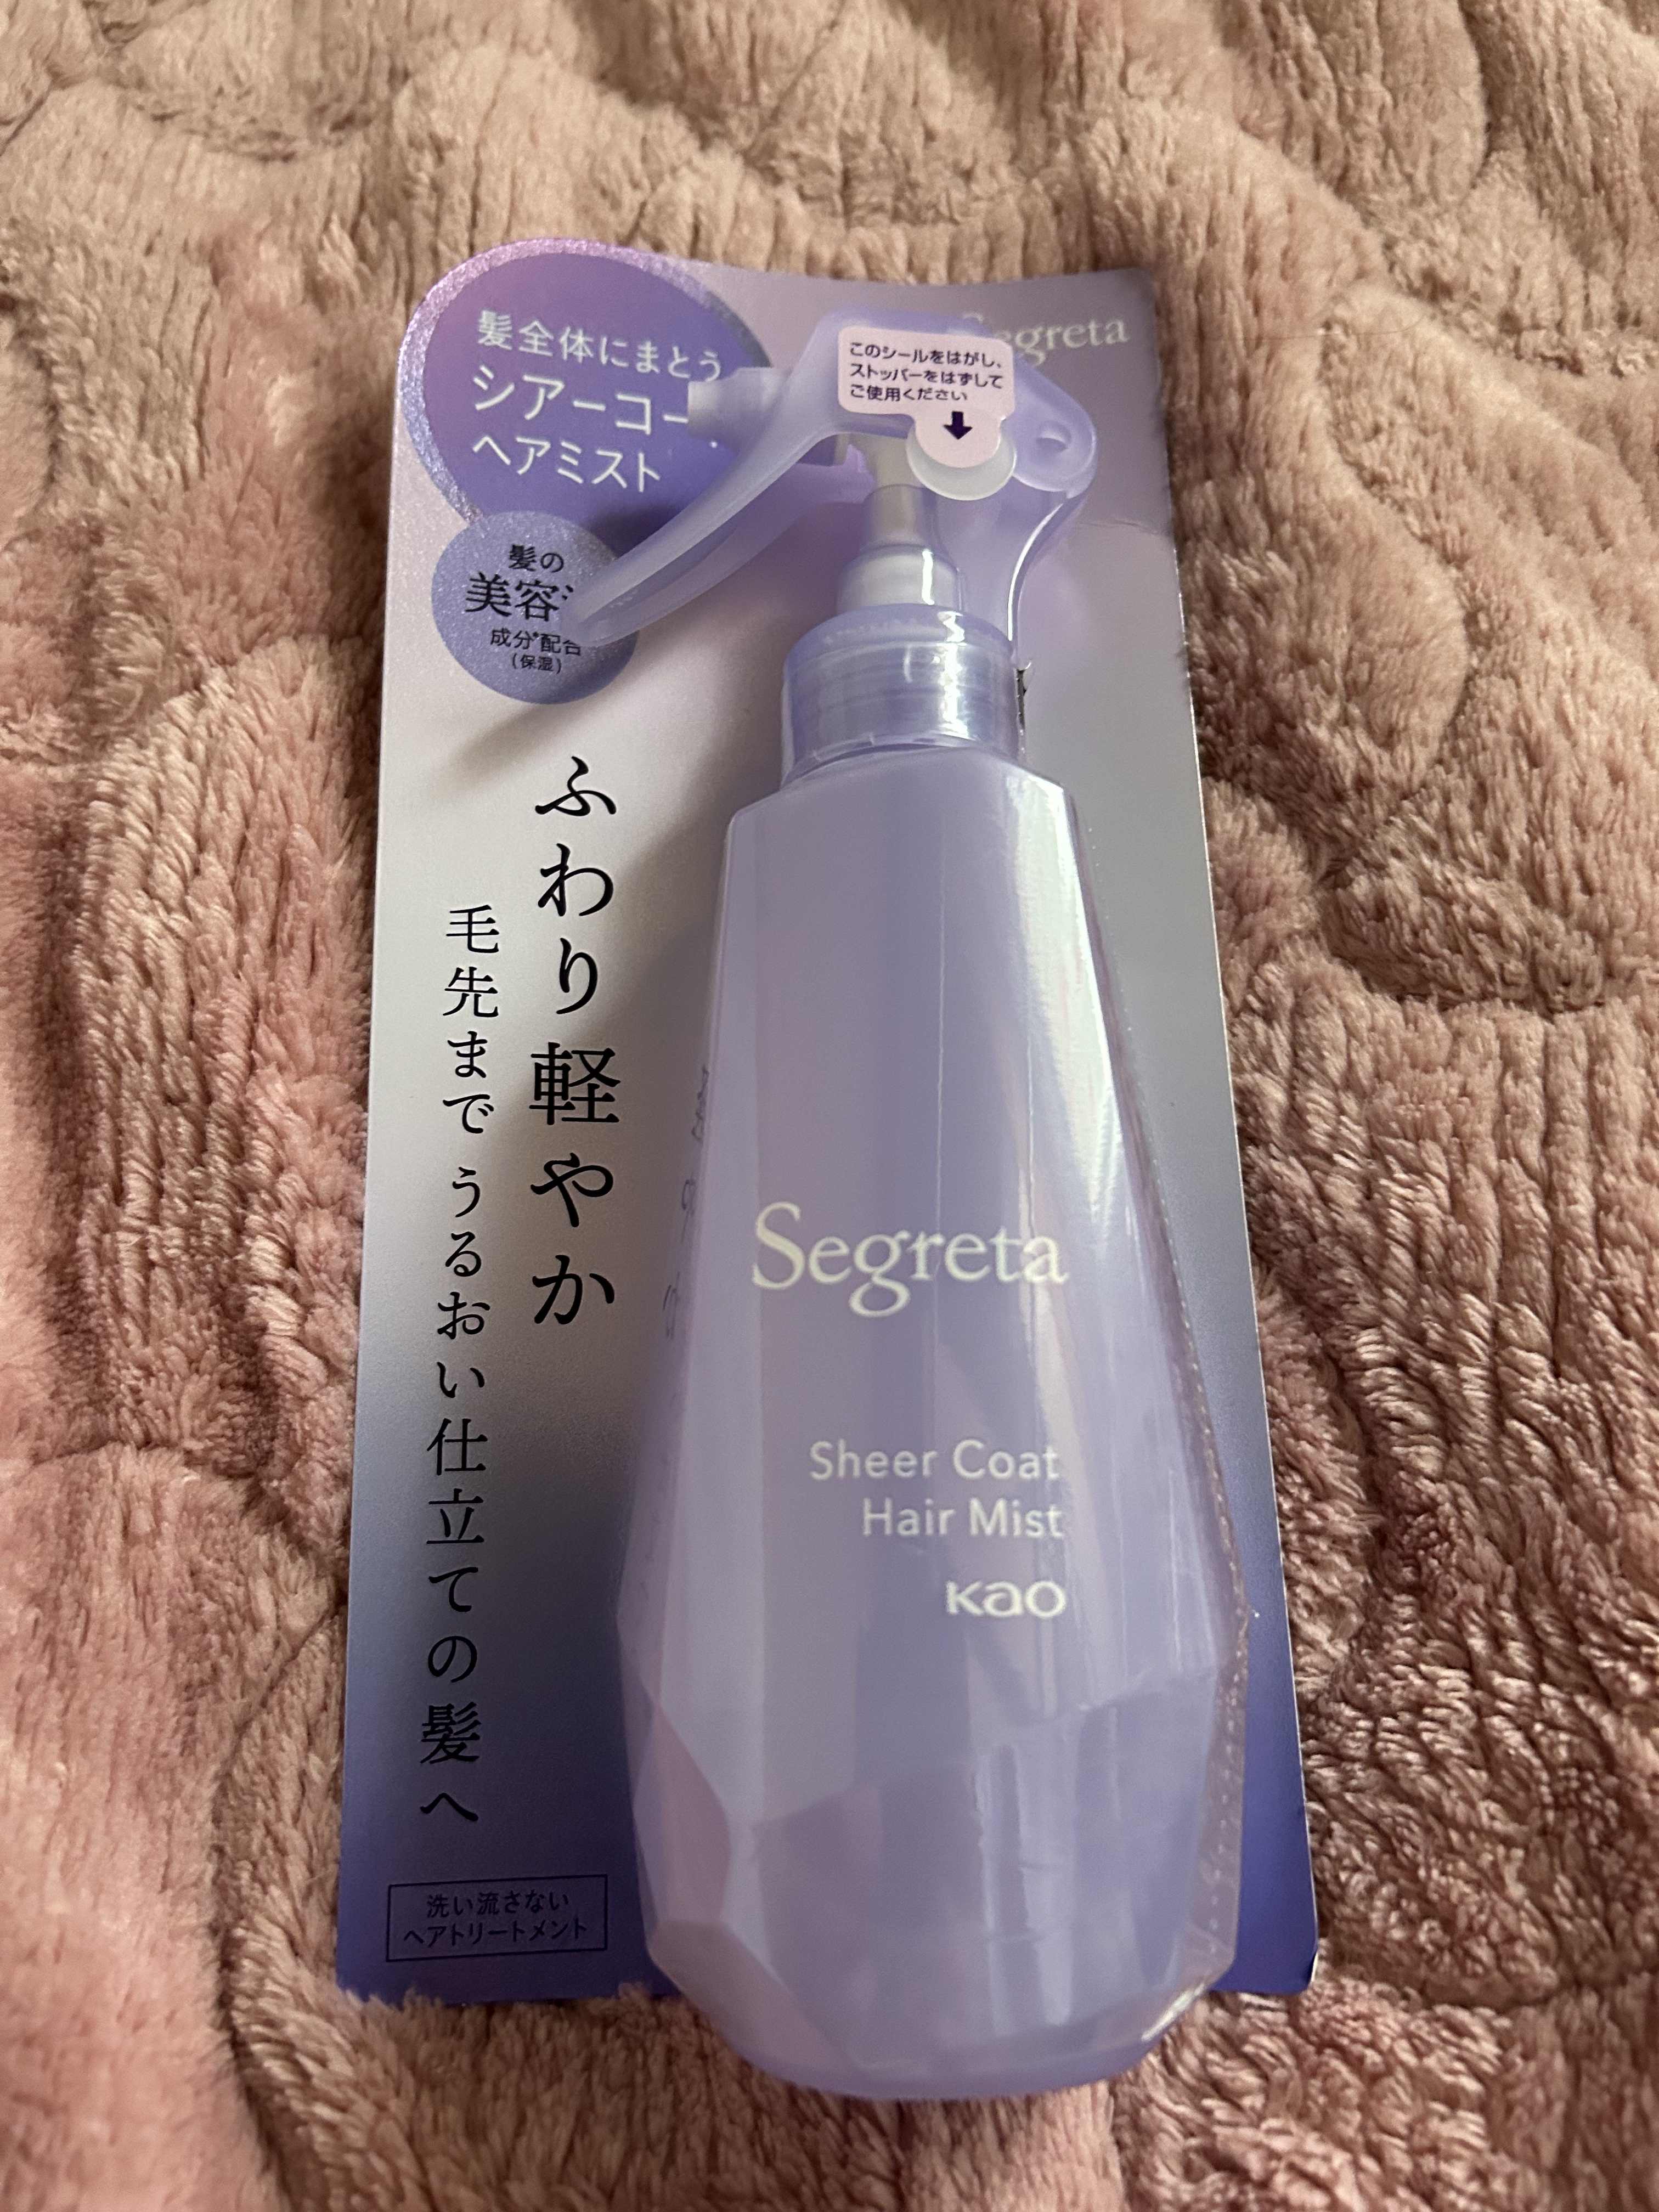 髪全体にまとう
シアーコー
ヘアミスト
egreta
このシールをはがし、
ストッパーをはずして
ご使用ください
髪の
美容
成分*配合
(保湿)
ふわり軽やか
毛先まで うるおい仕立ての髪へ
Segreta
Sheer Coat
Hair Mist
Kao
洗い流さない
ヘアトリートメント